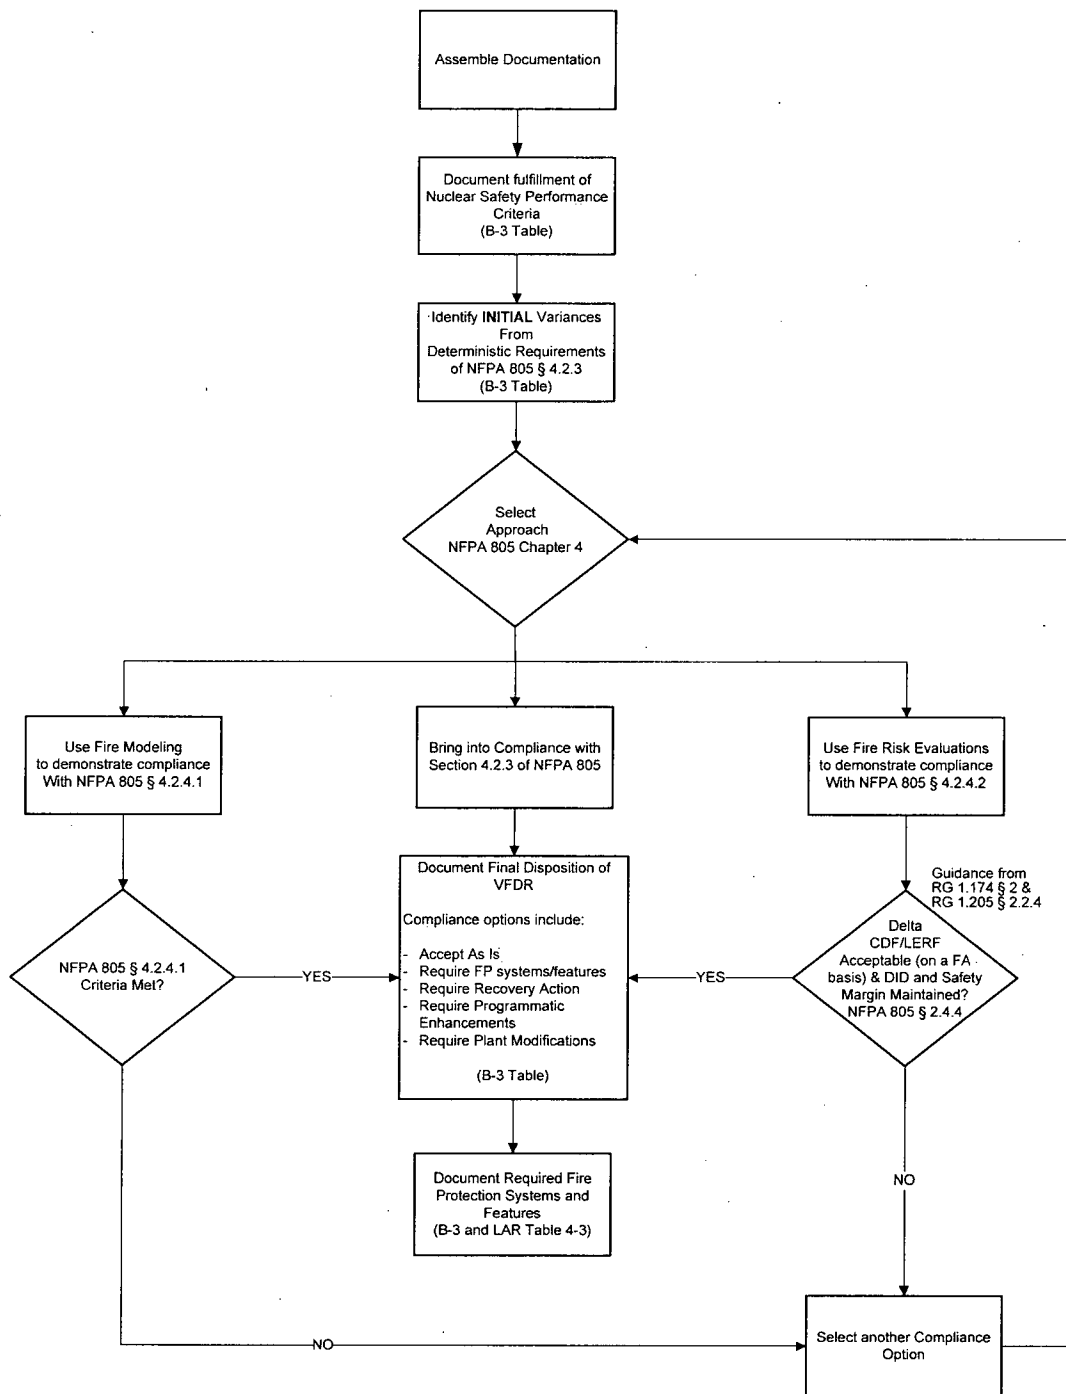 Assemble Documentation
Document fulfillment of
Nuclear Safety Performance
Criteria
(B-3 Table)
Identify INITIAL Variances
From
Deterministic Requirements
of NFPA 805 § 4.2.3
(B-3 Table)
Select
Approach
NFPA 805 Chapter 4
Use Fire Modeling
to demonstrate compliance
With NFPA 805 § 4.2.4.1
Bring into Compliance with
Section 4.2.3 of NFPA 805
Use Fire Risk Evaluations
to demonstrate compliance
With NFPA 805 § 4.2.4.2
Guidance from
RG 1.174 § 2 &
RG 1.205 § 2.2.4
NFPA 805 § 4.2.4.1
Criteria Met?
YES
Document Final Disposition of
VFDR
Compliance options include:
- Accept As Is
- Require FP systems/features
- Require Recovery Action
- Require Programmatic
Enhancements
- Require Plant Modifications
(B-3 Table)
YES
Delta
CDF/LERF
Acceptable (on a FA
basis) & DID and Safety
Margin Maintained?
NFPA 805 § 2.4.4
Document Required Fire
Protection Systems and
Features
(B-3 and LAR Table 4-3)
NO
NO
Select another Compliance
Option